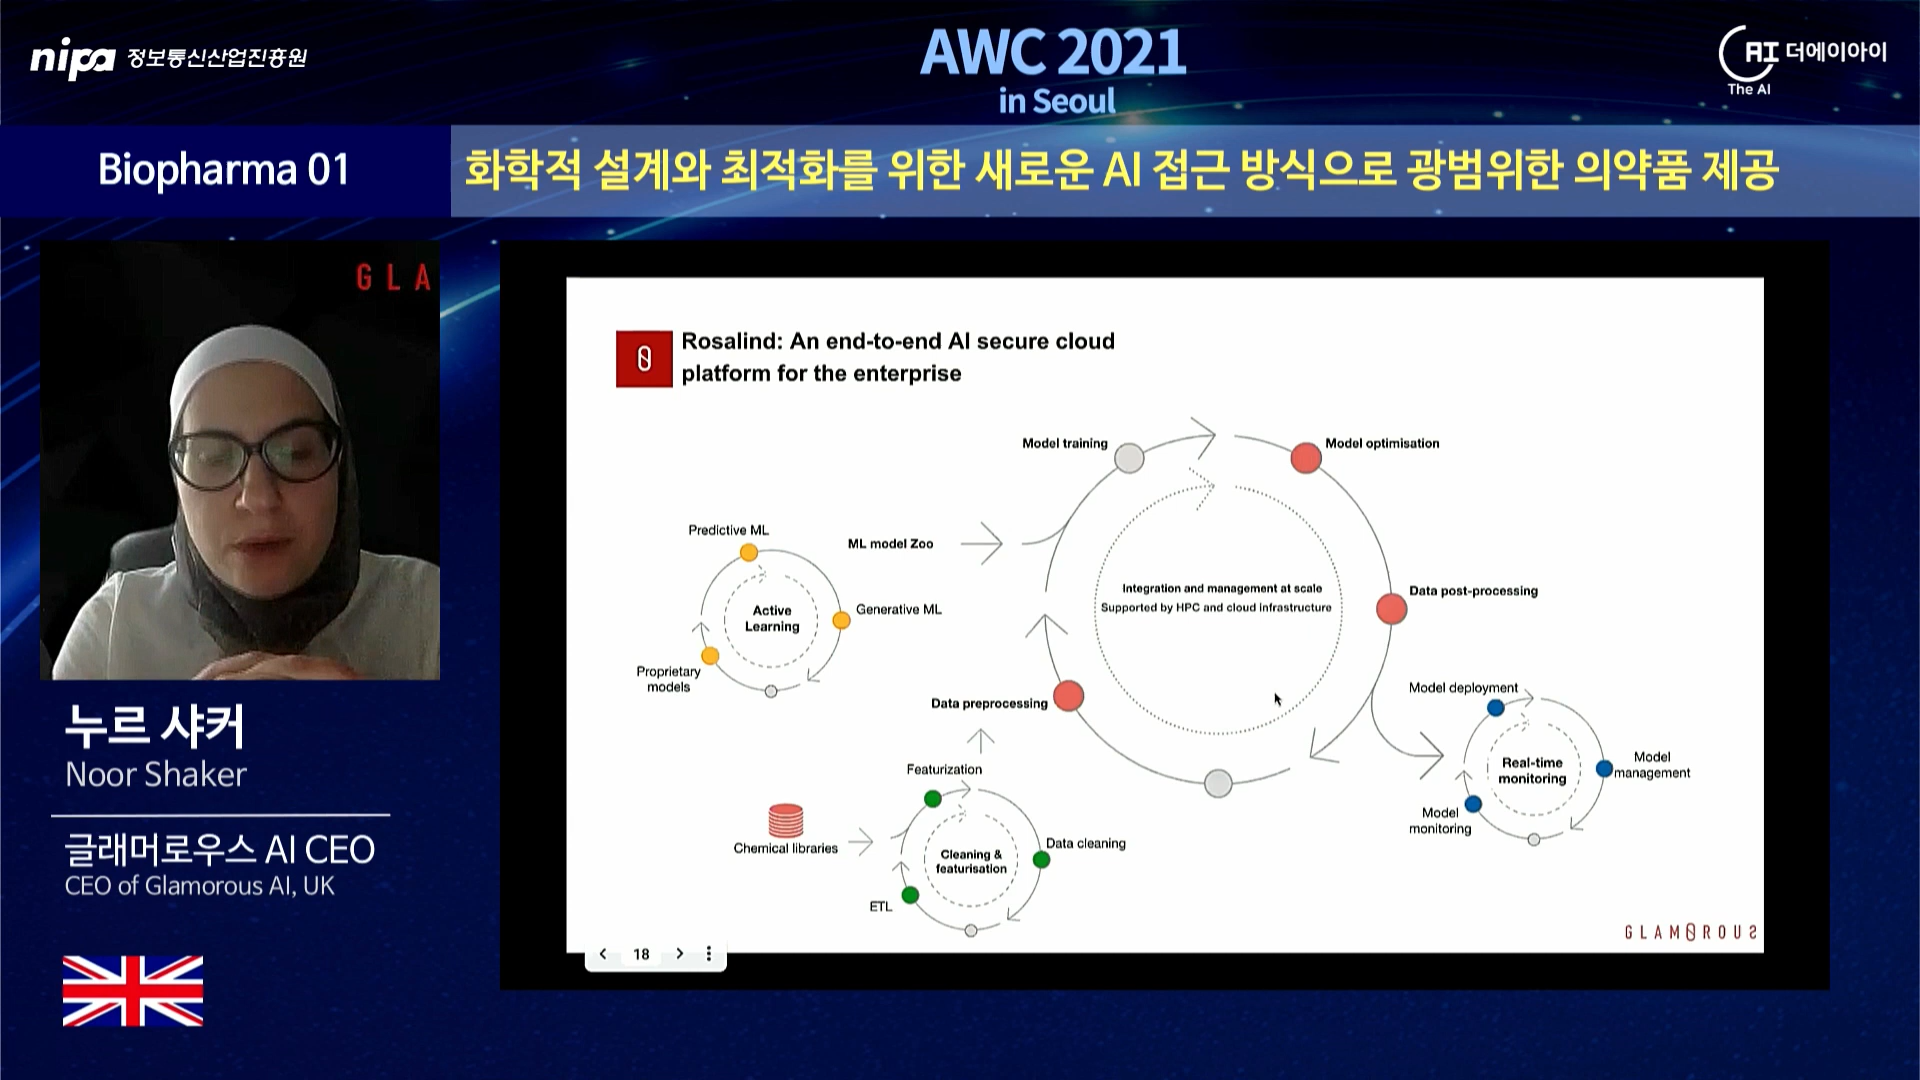 nipa 정보통신산업진흥원
AWC 2021
in Seoul
AI 더에이아이
The AI
Biopharma 01
화학적 설계와 최적화를 위한 새로운 AI 접근 방식으로 광범위한 의약품 제공
GLA
누르 샤커
Noor Shaker
글래머로우스 AI CEO
CEO of Glamorous AI, UK
Rosalind: An end-to-end AI secure cloud
platform for the enterprise
Model training
Model optimisation
Predictive ML
ML model Zoo
Integration and management at scale
Supported by HPC and cloud infrastructure
Data post-processing
Active
Learning
Generative ML
Proprietary
models
Data preprocessing
Model deployment
Real-time
monitoring
Model
management
Model
monitoring
Featurization
Chemical libraries
Data cleaning
Cleaning &
featurisation
ETL
GLAMOROUS
18